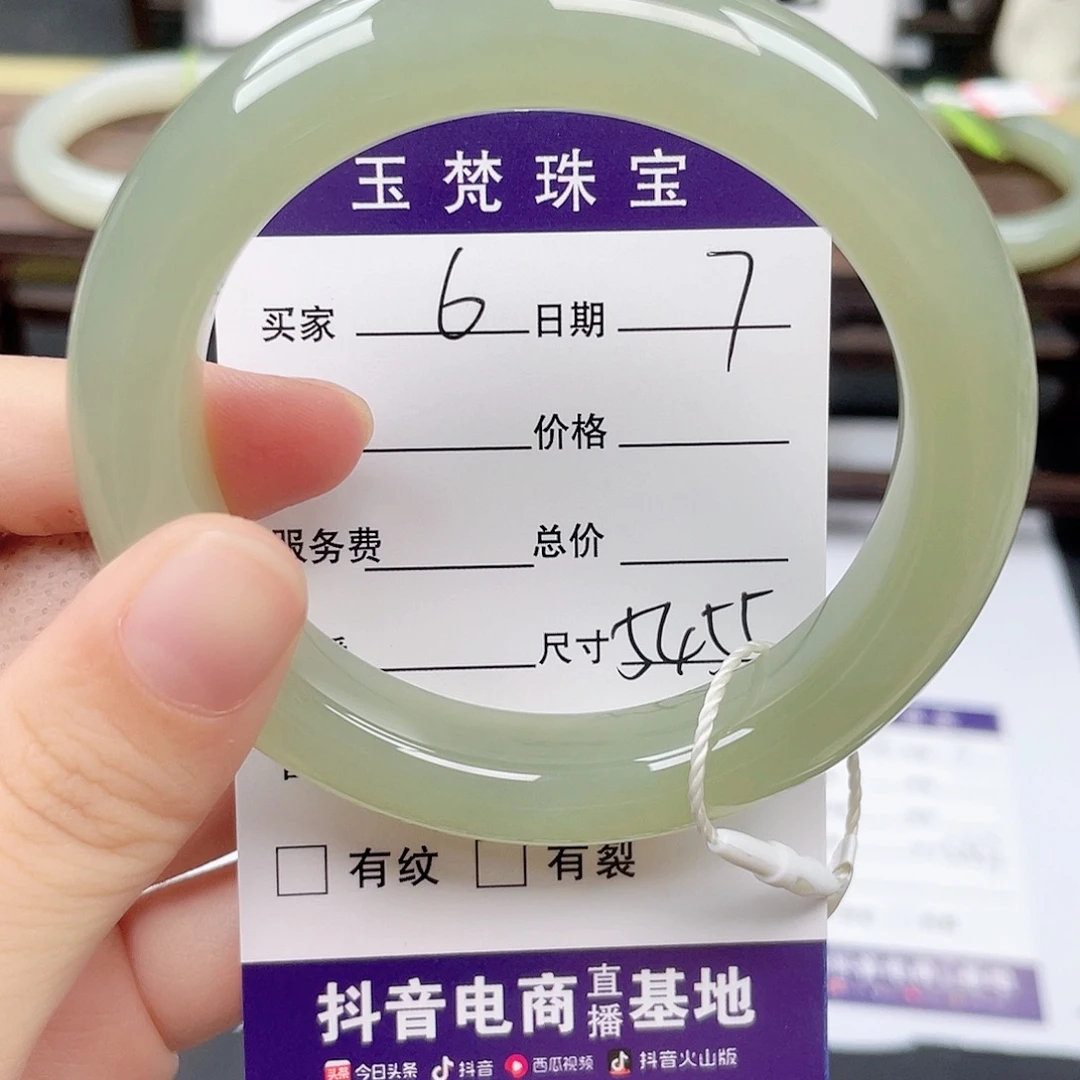 玉梵珠宝
买家 6 日期 7
价格
服务费 总价
尺寸 5455
有纹 有裂
抖音电商直播基地
头条 今日头条 抖音 西瓜视频 抖音火山版